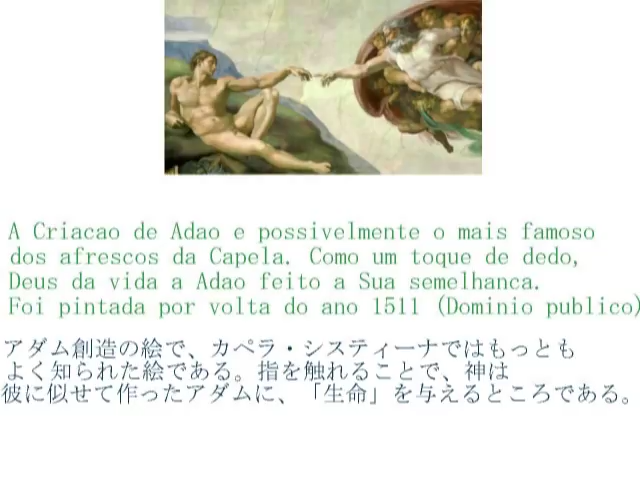 A Criacao de Adao e possivelmente o mais famoso
dos afrescos da Capela. Como um toque de dedo,
Deus da vida a Adao feito a Sua semelhanca.
Foi pintada por volta do ano 1511 (Dominio publico)
アダム創造の絵で、カペラ・システィーナではもっとも
よく知られた絵である。指を触れることで、神は
彼に似せて作ったアダムに、「生命」を与えるところである。